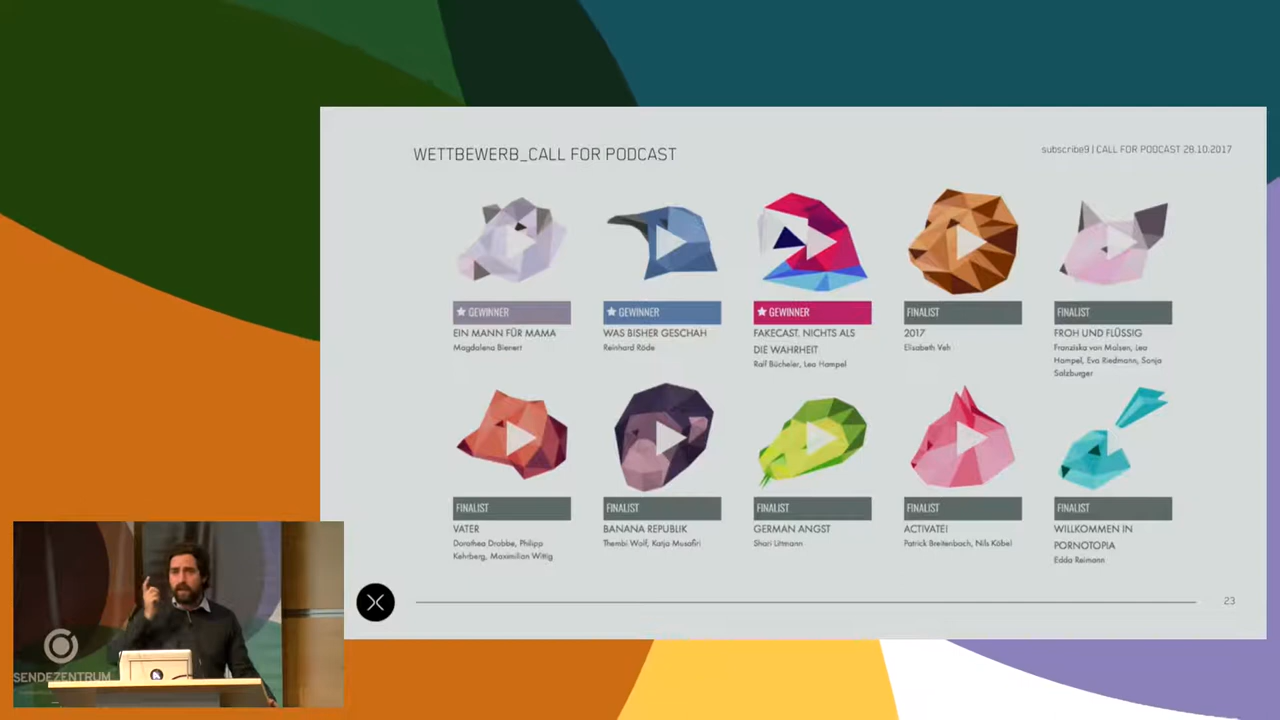 WETTBEWERB_CALL FOR PODCAST
subscribe9 | CALL FOR PODCAST 28.10.2017
GEWINNER
EIN MANN FÜR MAMA
Magdalena Bienert
GEWINNER
WAS BISHER GESCHAH
Reinhard Röde
GEWINNER
FAKECAST. NICHTS ALS
DIE WAHRHEIT
Ralf Bücheler, Lea Hampel
FINALIST
2017
Elisabeth Veh
FINALIST
FROH UND FLÜSSIG
Franziska von Malsen, Lea
Hampel, Eva Riedmann, Sonja
Salzburger
FINALIST
VATER
Dorothea Drobbe, Philipp
Kehrberg, Maximilian Wittig
FINALIST
BANANA REPUBLIK
Thembi Wolf, Katja Musafiri
FINALIST
GERMAN ANGST
Shari Litmann
FINALIST
ACTIVATE!
Patrick Breitenbach, Nils Köbel
FINALIST
WILLKOMMEN IN
PORNOTOPIA
Edda Reimann
23
SENDEZENTRUM